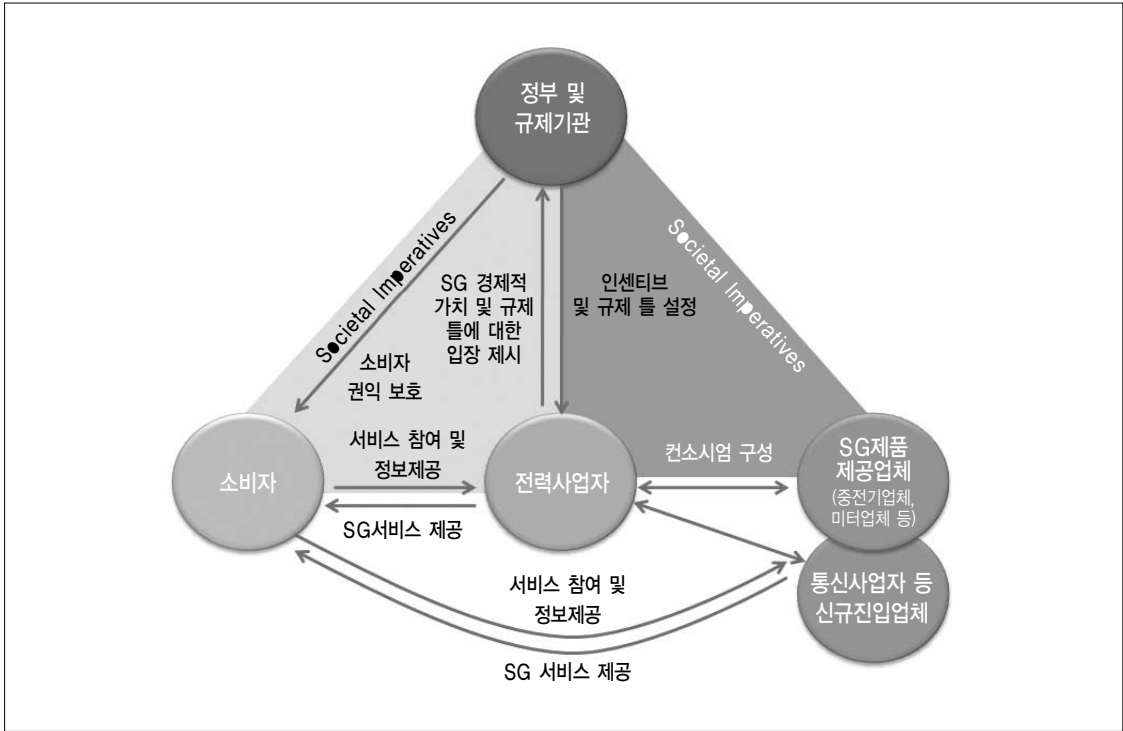 정부 및
규제기관
Societal Imperatives
Societal Imperatives
SG 경제적
가치 및 규제
틀에 대한
입장 제시
인센티브
및 규제 틀 설정
소비자
권익 보호
소비자
서비스 참여 및
정보제공
SG서비스 제공
전력사업자
컨소시엄 구성
SG제품
제공업체
(중전기업체,
미터업체 등)
통신사업자 등
신규진입업체
서비스 참여 및
정보제공
SG 서비스 제공